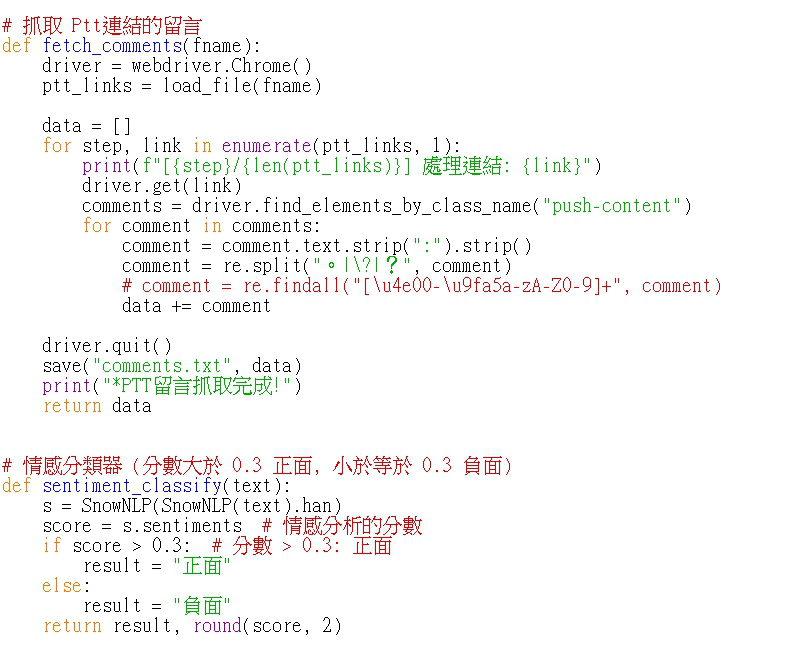 # 抓取 Ptt連結的留言
def fetch_comments(fname):
    driver = webdriver.Chrome()
    ptt_links = load_file(fname)

    data = []
    for step, link in enumerate(ptt_links, 1):
        print(f"[{step}/{len(ptt_links)}] 處理連結: {link}")
        driver.get(link)
        comments = driver.find_elements_by_class_name("push-content")
        for comment in comments:
            comment = comment.text.strip(":").strip()
            comment = re.split("。|\?|？", comment)
            # comment = re.findall("[\u4e00-\u9fa5a-zA-Z0-9]+", comment)
            data += comment

    driver.quit()
    save("comments.txt", data)
    print("*PTT留言抓取完成!")
    return data


# 情感分類器 (分數大於 0.3 正面, 小於等於 0.3 負面)
def sentiment_classify(text):
    s = SnowNLP(SnowNLP(text).han)
    score = s.sentiments  # 情感分析的分數
    if score > 0.3:  # 分數 > 0.3: 正面
        result = "正面"
    else:
        result = "負面"
    return result, round(score, 2)